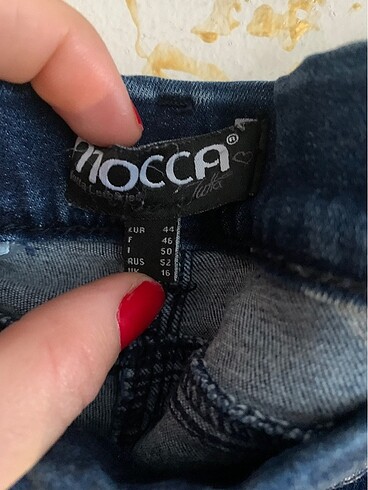 MOCCA®
EUR 44
F 46
I 50
RUS 52
UK 16